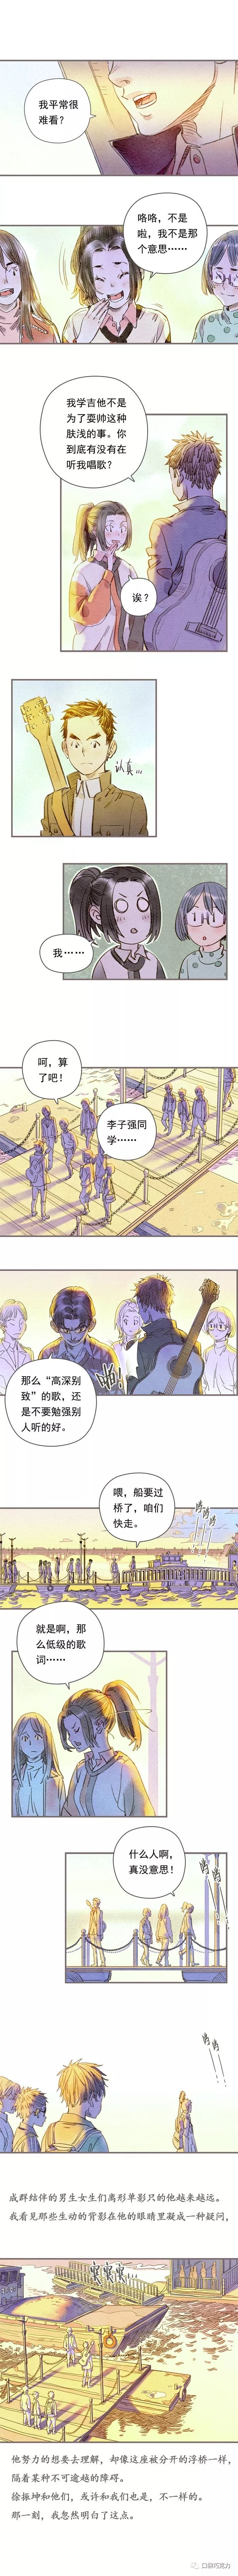 我平常很
难看？
咯咯，不是
啦，我不是那
个意思……
我学吉他不是
为了耍帅这种
肤浅的事。你
到底有没有在
听我唱歌？
诶？
认真…
我……
呵，算
了吧！
李子强同
学……
啪!
那么“高深别
致”的歌，还
是不要勉强别
人听的好。
喂，船要过
桥了，咱们
快走。
就是啊，那
么低级的歌
词……
什么人啊，
真没意思！
成群结伴的男生女生们离形单影只的他越来越远。
我看见那些生动的背影在他的眼睛里凝成一种疑问，
他努力的想要去理解，却像这座被分开的浮桥一样，
隔着某种不可逾越的障碍。
徐振坤和他们，或许和我们也是，不一样的。
那一刻，我忽然明白了这点。
口袋巧克力